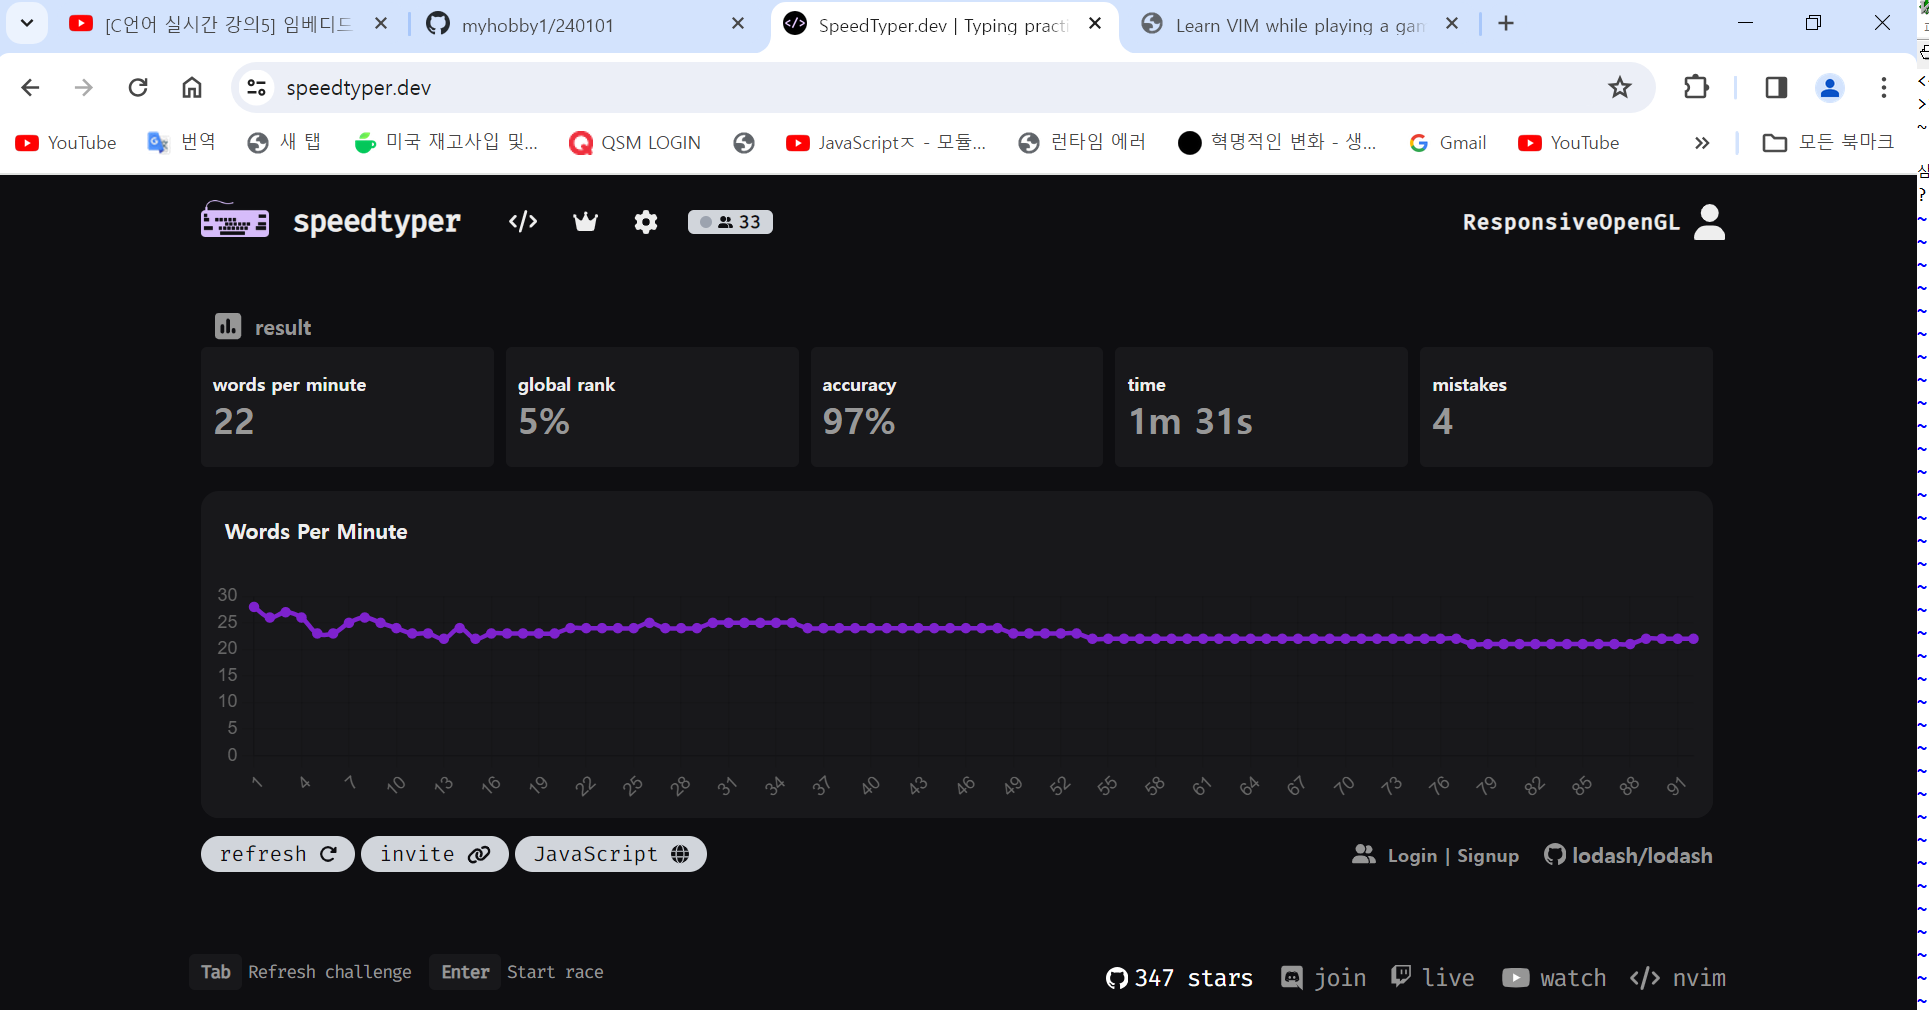 [C언어 실시간 강의5] 임베디드
myhobby1/240101
SpeedTyper.dev | Typing practi
Learn VIM while playing a gam
speedtyper.dev
YouTube
번역
새 탭
미국 재고사입 및...
QSM LOGIN
JavaScriptㅈ - 모듈...
런타임 에러
혁명적인 변화 - 생...
Gmail
YouTube
모든 북마크
speedtyper
33
ResponsiveOpenGL
result
words per minute
22
global rank
5%
accuracy
97%
time
1m 31s
mistakes
4
Words Per Minute
30
25
20
15
10
5
0
1 4 7 10 13 16 19 22 25 28 31 34 37 40 43 46 49 52 55 58 61 64 67 70 73 76 79 82 85 88 91
refresh
invite
JavaScript
Login | Signup
lodash/lodash
Tab Refresh challenge
Enter Start race
347 stars
join
live
watch
nvim